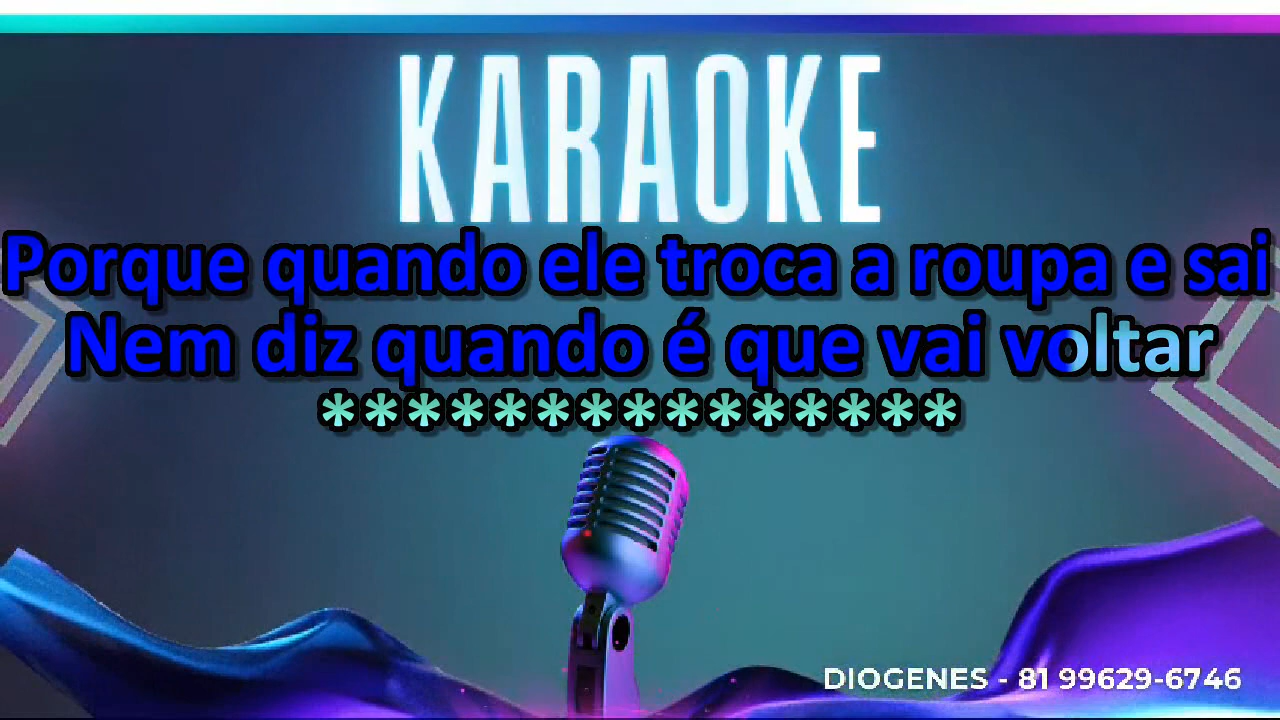 KARAOKE
Porque quando ele troca a roupa e sai
Nem diz quando é que vai voltar
***************
DIOGENES - 81 99629-6746